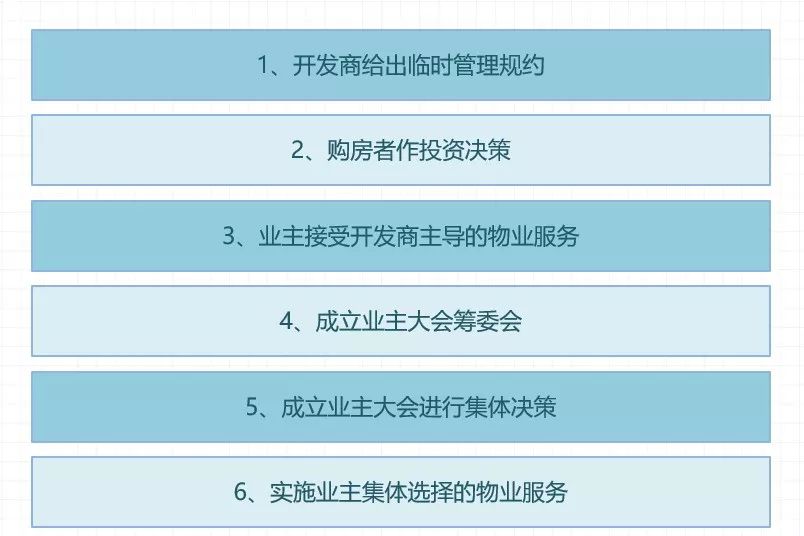 1、开发商给出临时管理规约
2、购房者作投资决策
3、业主接受开发商主导的物业服务
4、成立业主大会筹委会
5、成立业主大会进行集体决策
6、实施业主集体选择的物业服务